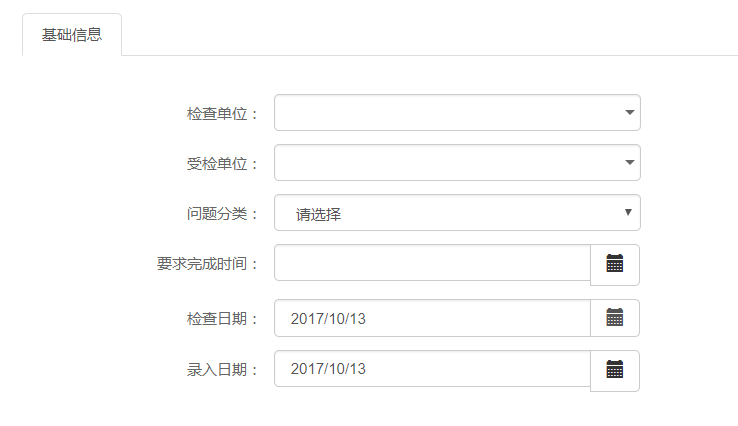 基础信息
检查单位：
受检单位：
问题分类： 请选择
要求完成时间：
检查日期： 2017/10/13
录入日期： 2017/10/13